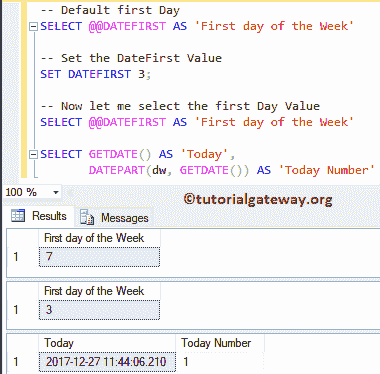 -- Default first Day
SELECT @@DATEFIRST AS 'First day of the Week'
-- Set the DateFirst Value
SET DATEFIRST 3;
-- Now let me select the first Day Value
SELECT @@DATEFIRST AS 'First day of the Week'
SELECT GETDATE() AS 'Today',
DATEPART(dw, GETDATE()) AS 'Today Number'
©tutorialgateway.org
100 %
Results Messages
First day of the Week
1 7
First day of the Week
1 3
Today Today Number
1 2017-12-27 11:44:06.210 1